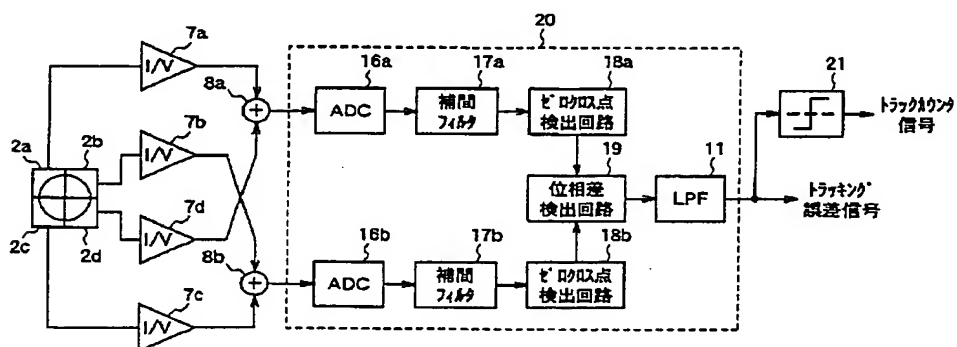 7a
I/V
20
16a
17a
18a
21
8a
+
ADC
補間
フィルタ
ゼロクロス点
検出回路
トラックカウンタ
信号
7b
I/V
2a
2b
19
11
位相差
検出回路
LPF
トラッキング
誤差信号
7d
I/V
2c
2d
8b
+
16b
17b
18b
ADC
補間
フィルタ
ゼロクロス点
検出回路
7c
I/V